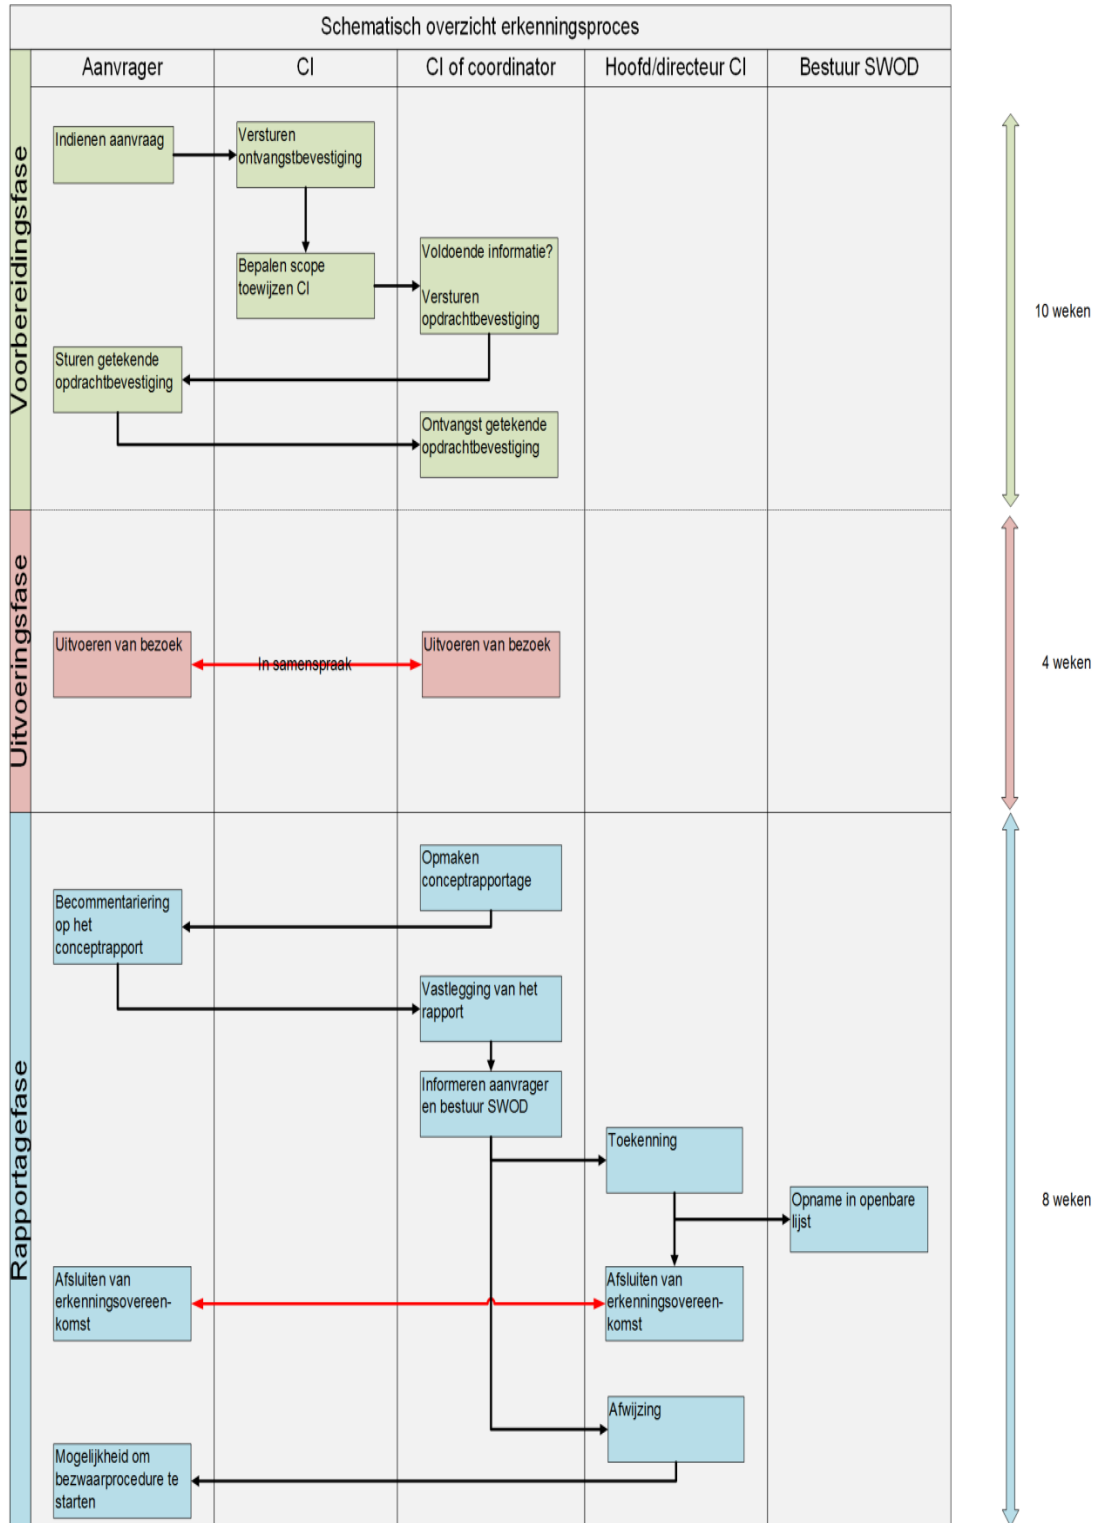 Schematisch overzicht erkenningsproces
Aanvrager
CI
CI of coordinator
Hoofd/directeur CI
Bestuur SWOD
Voorbereidingsfase
Indienen aanvraag
Versturen
ontvangstbevestiging
Bepalen scope
toewijzen CI
Voldoende informatie?
Versturen
opdrachtbevestiging
10 weken
Sturen getekende
opdrachtbevestiging
Ontvangst getekende
opdrachtbevestiging
Uitvoeringsfase
Uitvoeren van bezoek
In samenspraak
Uitvoeren van bezoek
4 weken
Rapportagefase
Opmaken
conceptrapportage
Becommentariering
op het
conceptrapport
Vastlegging van het
rapport
Informeren aanvrager
en bestuur SWOD
Toekenning
Opname in openbare
lijst
8 weken
Afsluiten van
erkenningsovereen-
komst
Afsluiten van
erkenningsovereen-
komst
Afwijzing
Mogelijkheid om
bezwaarprocedure te
starten